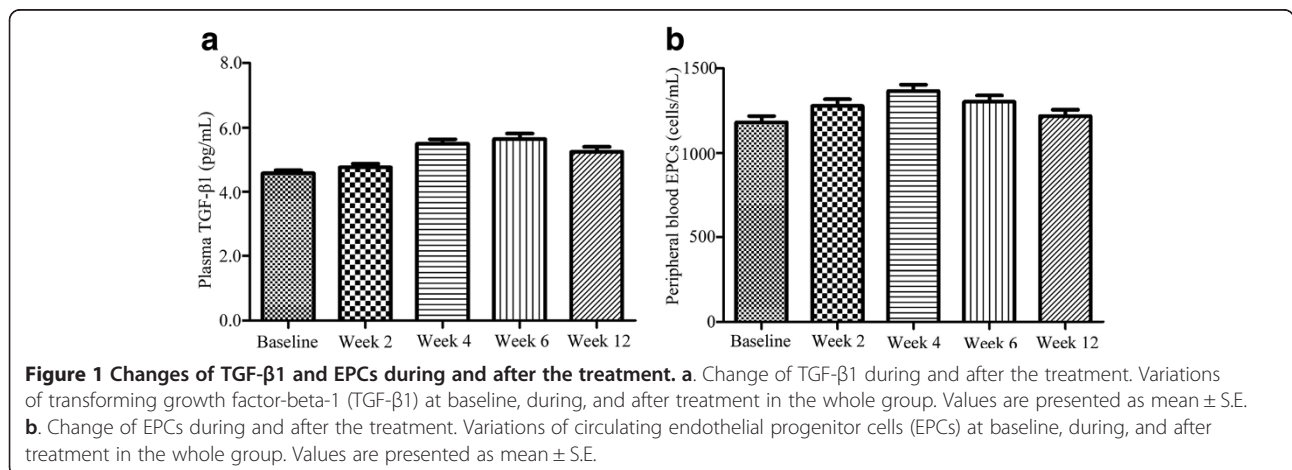 a
8.0
6.0
4.0
2.0
0.0
Plasma TGF-β1 (pg/mL)
Baseline Week 2 Week 4 Week 6 Week 12
b
1500
1000
500
0
Peripheral blood EPCs (cells/mL)
Baseline Week 2 Week 4 Week 6 Week 12
Figure 1 Changes of TGF-β1 and EPCs during and after the treatment. a. Change of TGF-β1 during and after the treatment. Variations
of transforming growth factor-beta-1 (TGF-β1) at baseline, during, and after treatment in the whole group. Values are presented as mean ± S.E.
b. Change of EPCs during and after the treatment. Variations of circulating endothelial progenitor cells (EPCs) at baseline, during, and after
treatment in the whole group. Values are presented as mean ± S.E.